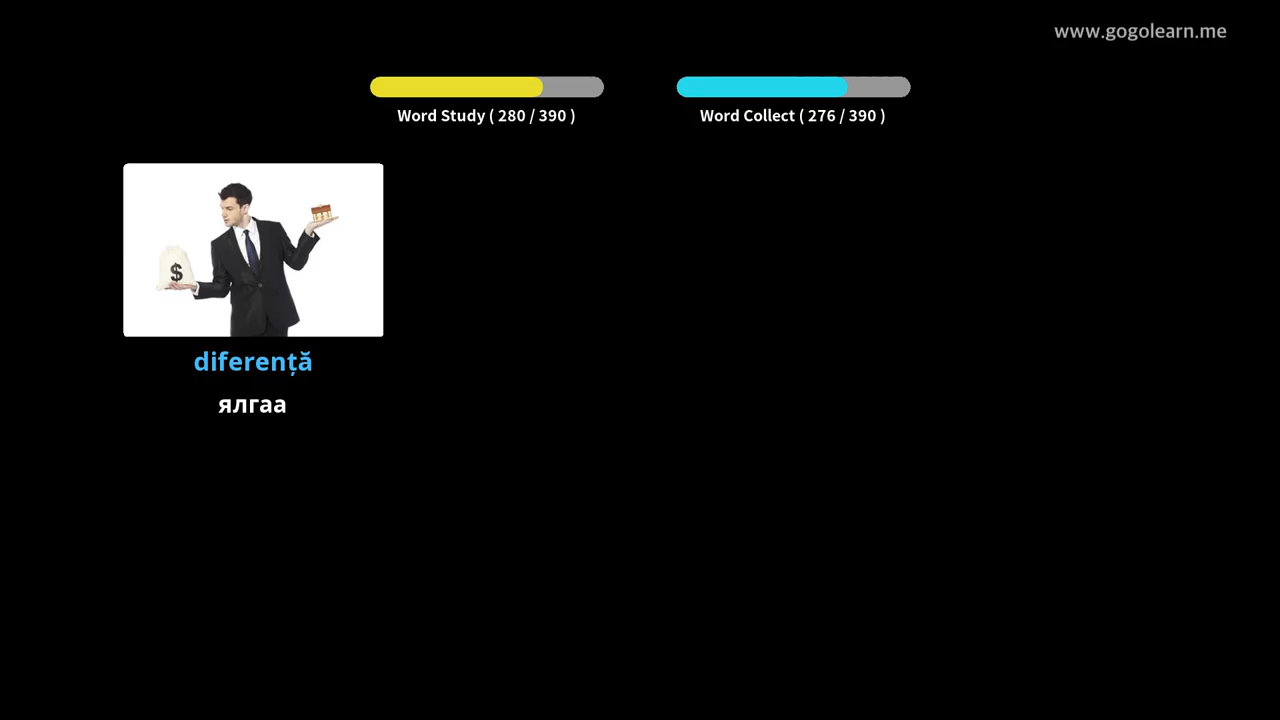 www.gogolearn.me
Word Study ( 280 / 390 )
Word Collect ( 276 / 390 )
$
diferență
ялгаа